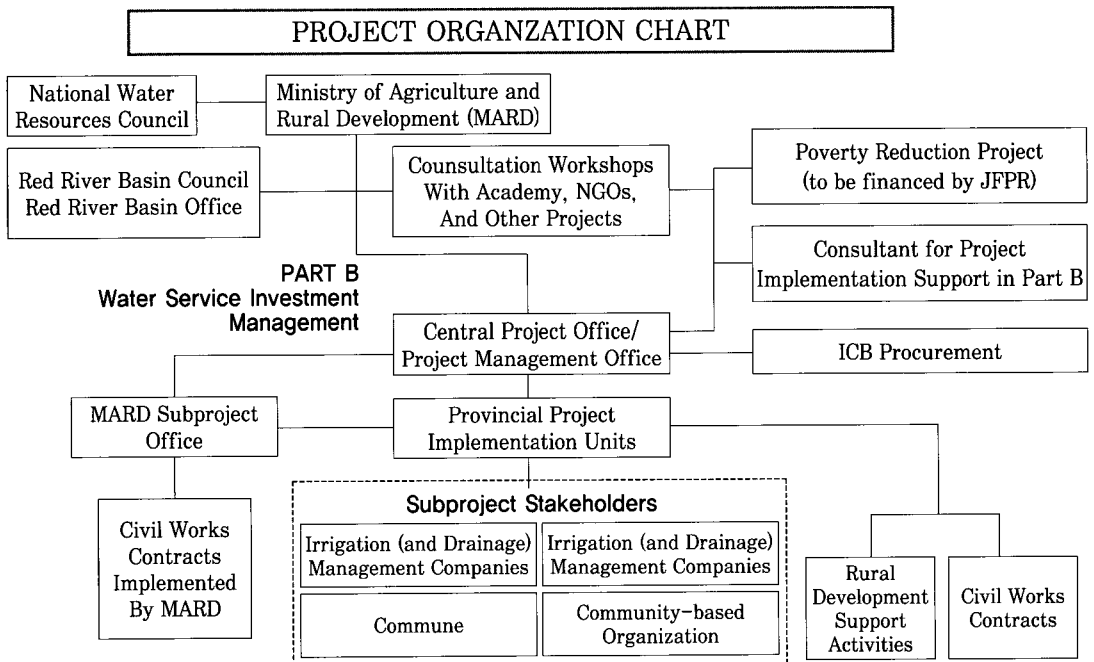 PROJECT ORGANZATION CHART
National Water
Resources Council
Ministry of Agriculture and
Rural Development (MARD)
Red River Basin Council
Red River Basin Office
Counsultation Workshops
With Academy, NGOs,
And Other Projects
Poverty Reduction Project
(to be financed by JFPR)
Consultant for Project
Implementation Support in Part B
PART B
Water Service Investment
Management
Central Project Office/
Project Management Office
ICB Procurement
MARD Subproject
Office
Provincial Project
Implementation Units
Civil Works
Contracts
Implemented
By MARD
Subproject Stakeholders
Irrigation (and Drainage)
Management Companies
Irrigation (and Drainage)
Management Companies
Commune
Community-based
Organization
Rural
Development
Support
Activities
Civil Works
Contracts